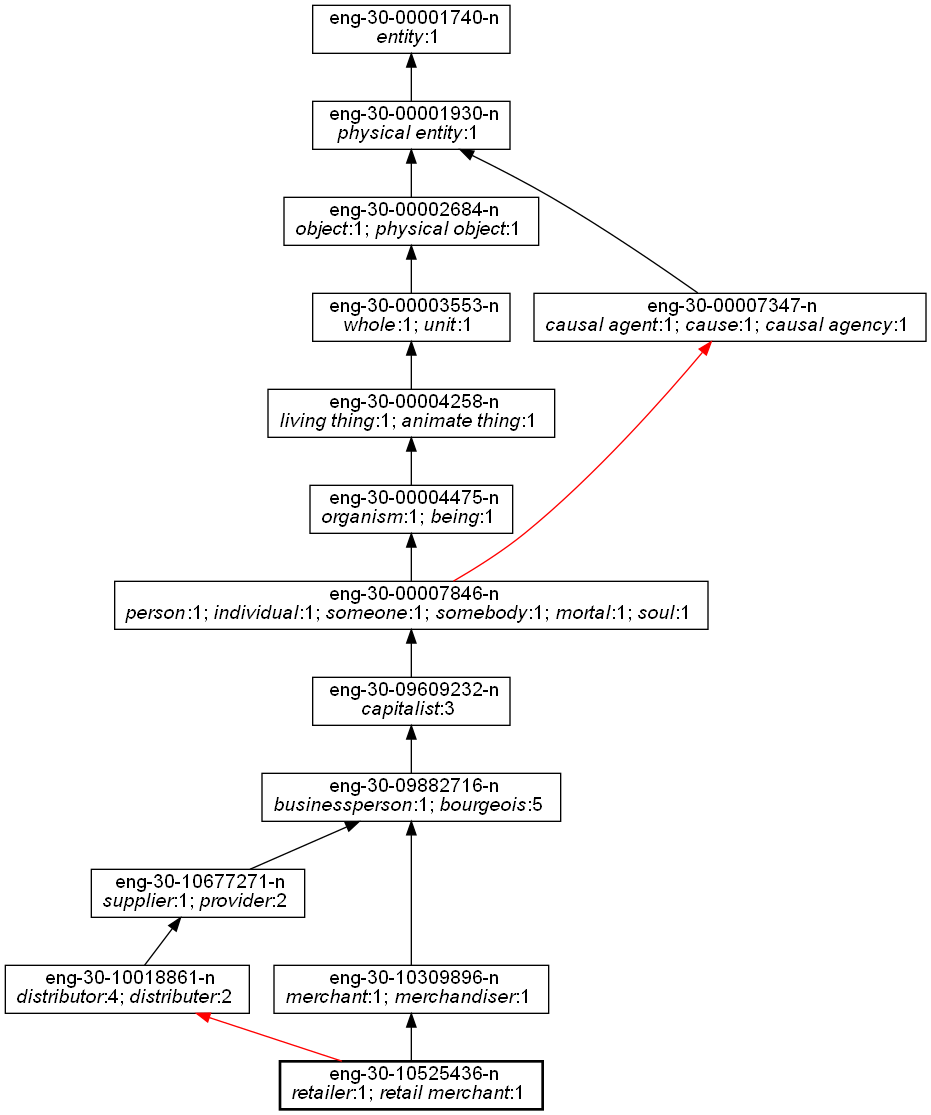 eng-30-00001740-n
entity:1
eng-30-00001930-n
physical entity:1
eng-30-00002684-n
object:1; physical object:1
eng-30-00003553-n
whole:1; unit:1
eng-30-00007347-n
causal agent:1; cause:1; causal agency:1
eng-30-00004258-n
living thing:1; animate thing:1
eng-30-00004475-n
organism:1; being:1
eng-30-00007846-n
person:1; individual:1; someone:1; somebody:1; mortal:1; soul:1
eng-30-09609232-n
capitalist:3
eng-30-09882716-n
businessperson:1; bourgeois:5
eng-30-10677271-n
supplier:1; provider:2
eng-30-10018861-n
distributor:4; distributer:2
eng-30-10309896-n
merchant:1; merchandiser:1
eng-30-10525436-n
retailer:1; retail merchant:1